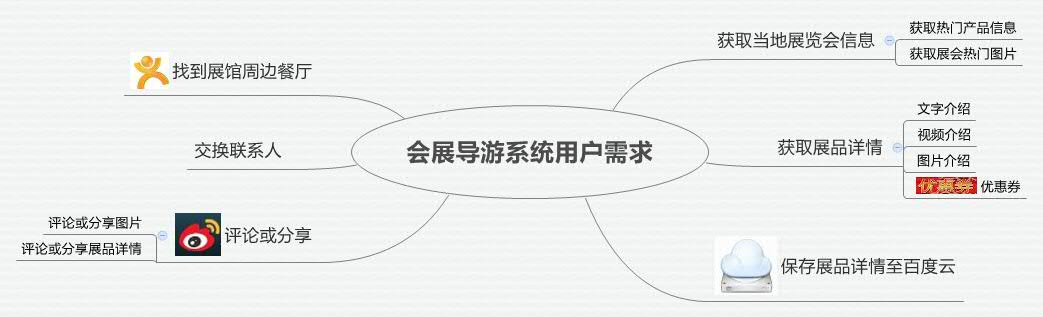 会展导游系统用户需求
获取当地展览会信息
获取热门产品信息
获取展会热门图片
获取展品详情
文字介绍
视频介绍
图片介绍
优惠券 优惠券
保存展品详情至百度云
找到展馆周边餐厅
交换联系人
评论或分享
评论或分享图片
评论或分享展品详情